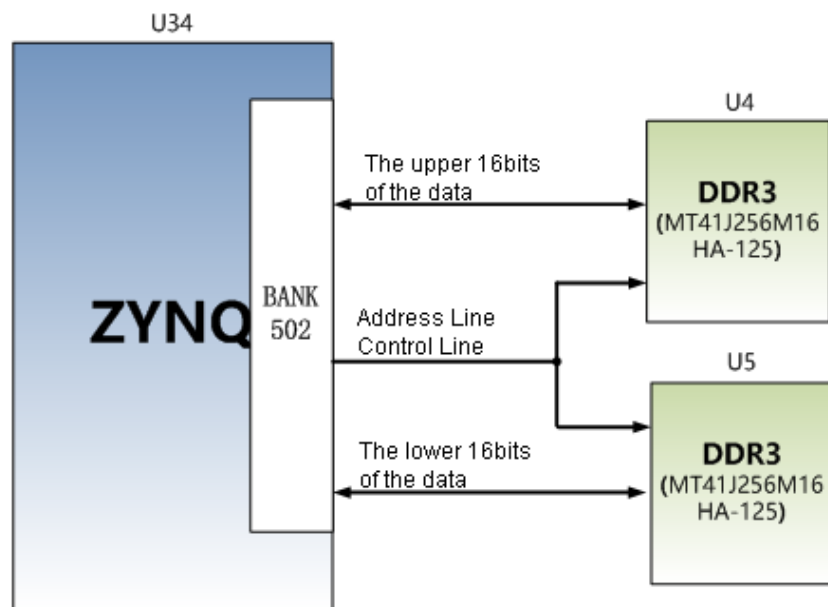 U34
ZYNQ
BANK
502
The upper 16bits
of the data
Address Line
Control Line
The lower 16bits
of the data
U4
DDR3
(MT41J256M16
HA-125)
U5
DDR3
(MT41J256M16
HA-125)